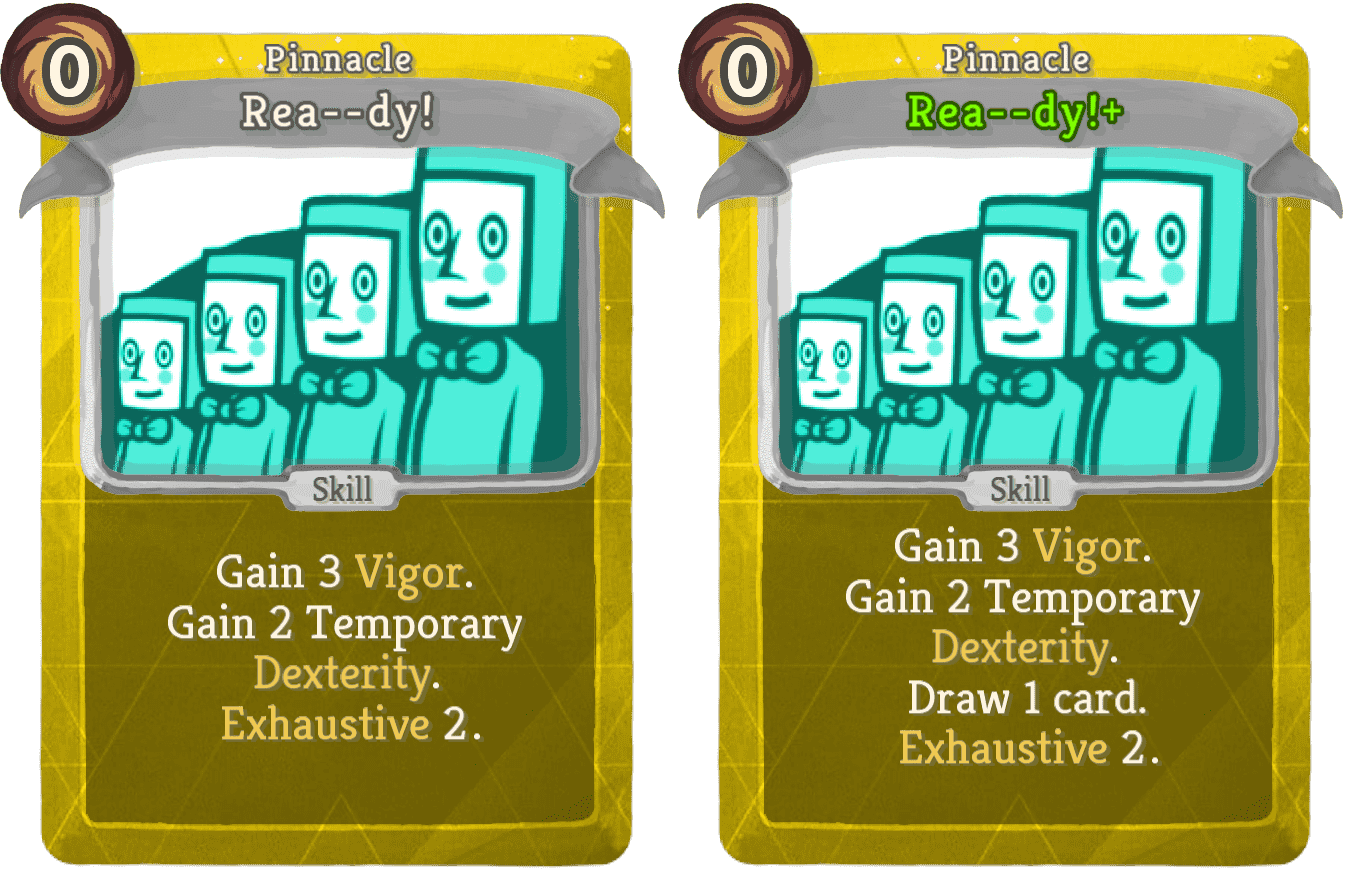 0
Pinnacle
Rea--dy!
Skill
Gain 3 Vigor.
Gain 2 Temporary
Dexterity.
Exhaustive 2.
0
Pinnacle
Rea--dy!+
Skill
Gain 3 Vigor.
Gain 2 Temporary
Dexterity.
Draw 1 card.
Exhaustive 2.